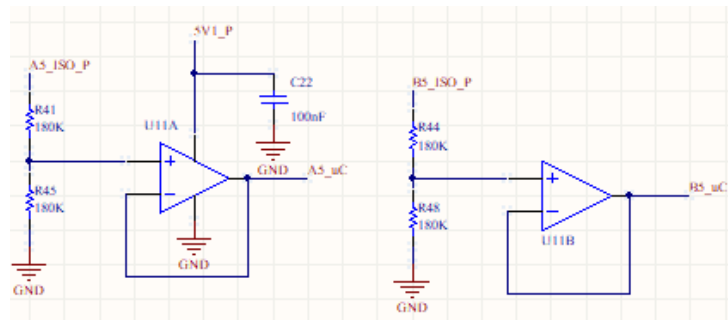 5V1_P
A5_ISO_P
C22
100nF
GND
R41
180K
U11A
A5_uC
R45
180K
GND
GND
B5_ISO_P
R44
180K
B5_uC
R48
180K
U11B
GND